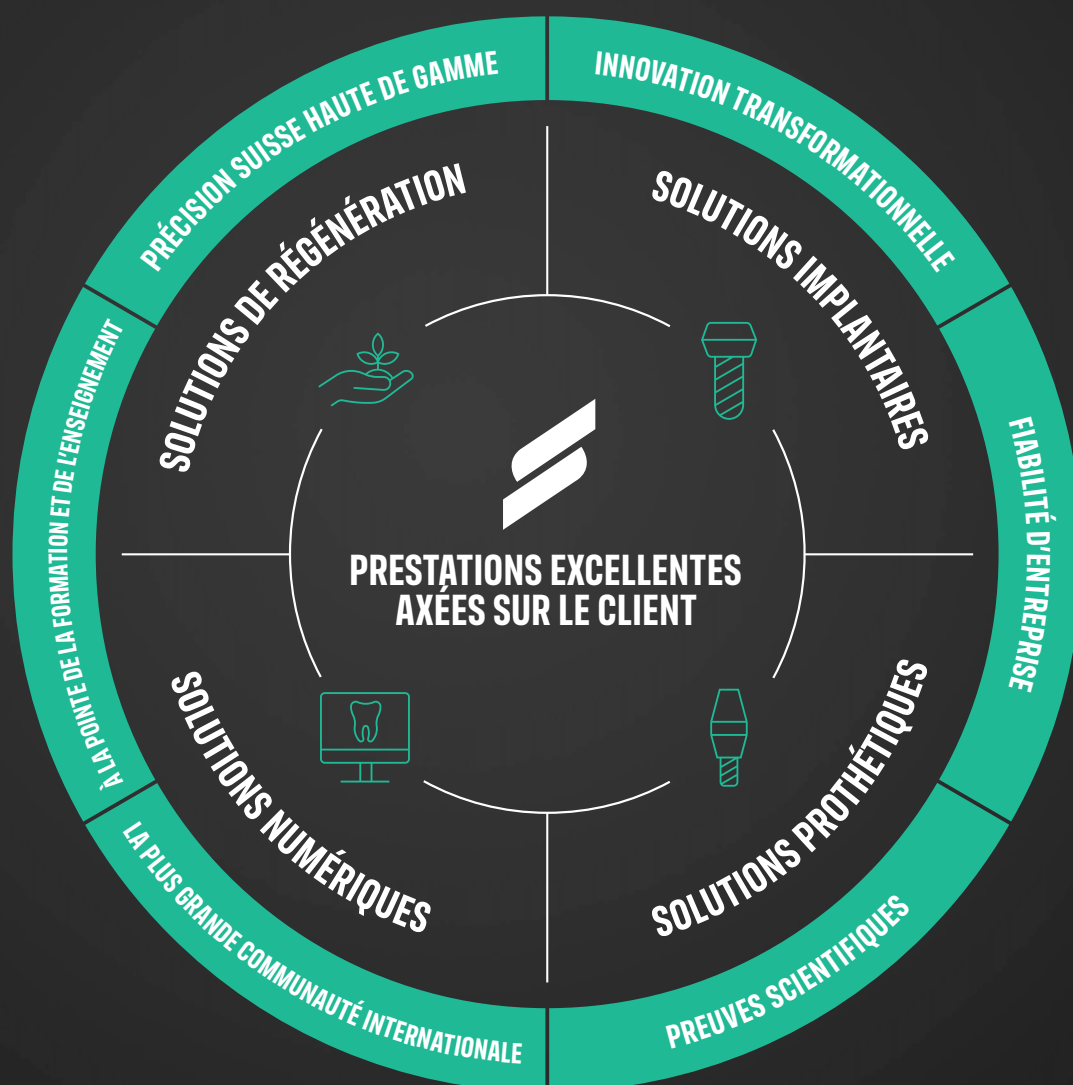 PRÉCISION SUISSE HAUTE DE GAMME
INNOVATION TRANSFORMATIONNELLE
FIABILITÉ D'ENTREPRISE
PREUVES SCIENTIFIQUES
LA PLUS GRANDE COMMUNAUTÉ INTERNATIONALE
À LA POINTE DE LA FORMATION ET DE L'ENSEIGNEMENT
SOLUTIONS DE RÉGÉNÉRATION
SOLUTIONS IMPLANTAIRES
SOLUTIONS PROTHÉTIQUES
SOLUTIONS NUMÉRIQUES
PRESTATIONS EXCELLENTES
AXÉES SUR LE CLIENT